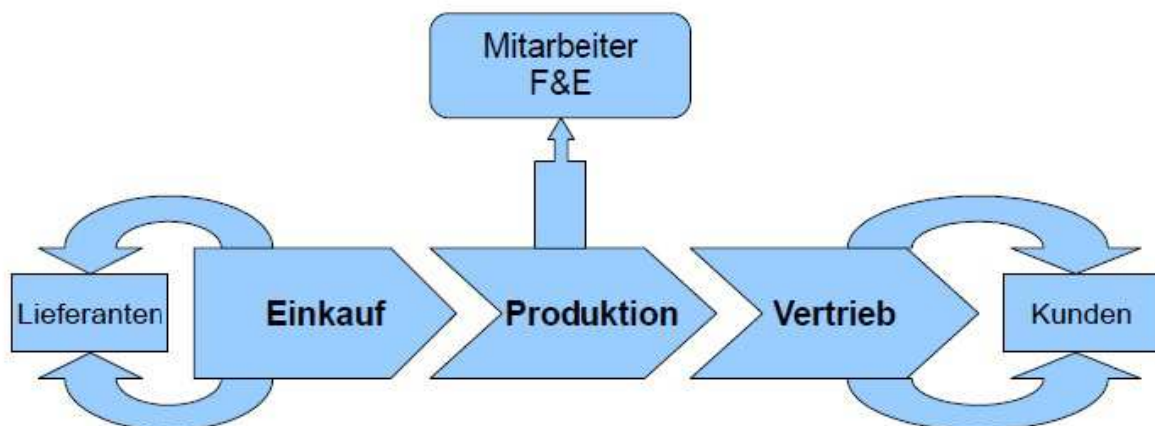 Mitarbeiter
F&E
Lieferanten
Einkauf
Produktion
Vertrieb
Kunden